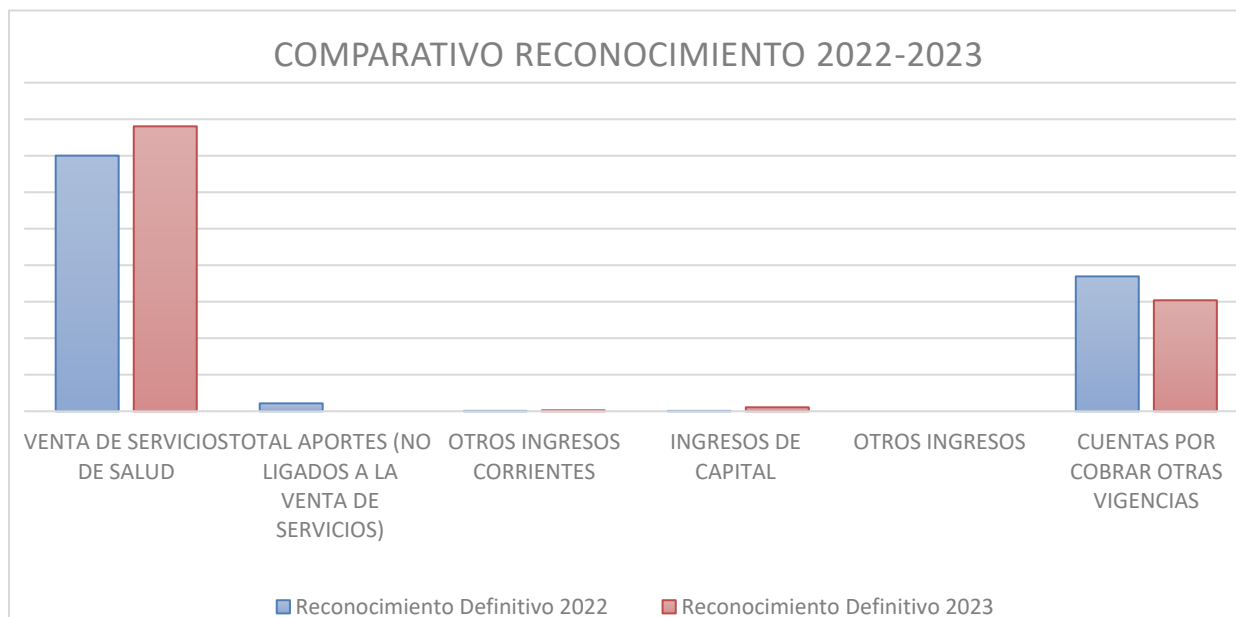 COMPARATIVO RECONOCIMIENTO 2022-2023
VENTA DE SERVICIOS
DE SALUD
TOTAL APORTES (NO
LIGADOS A LA
VENTA DE
SERVICIOS)
OTROS INGRESOS
CORRIENTES
INGRESOS DE
CAPITAL
OTROS INGRESOS
CUENTAS POR
COBRAR OTRAS
VIGENCIAS
Reconocimiento Definitivo 2022
Reconocimiento Definitivo 2023